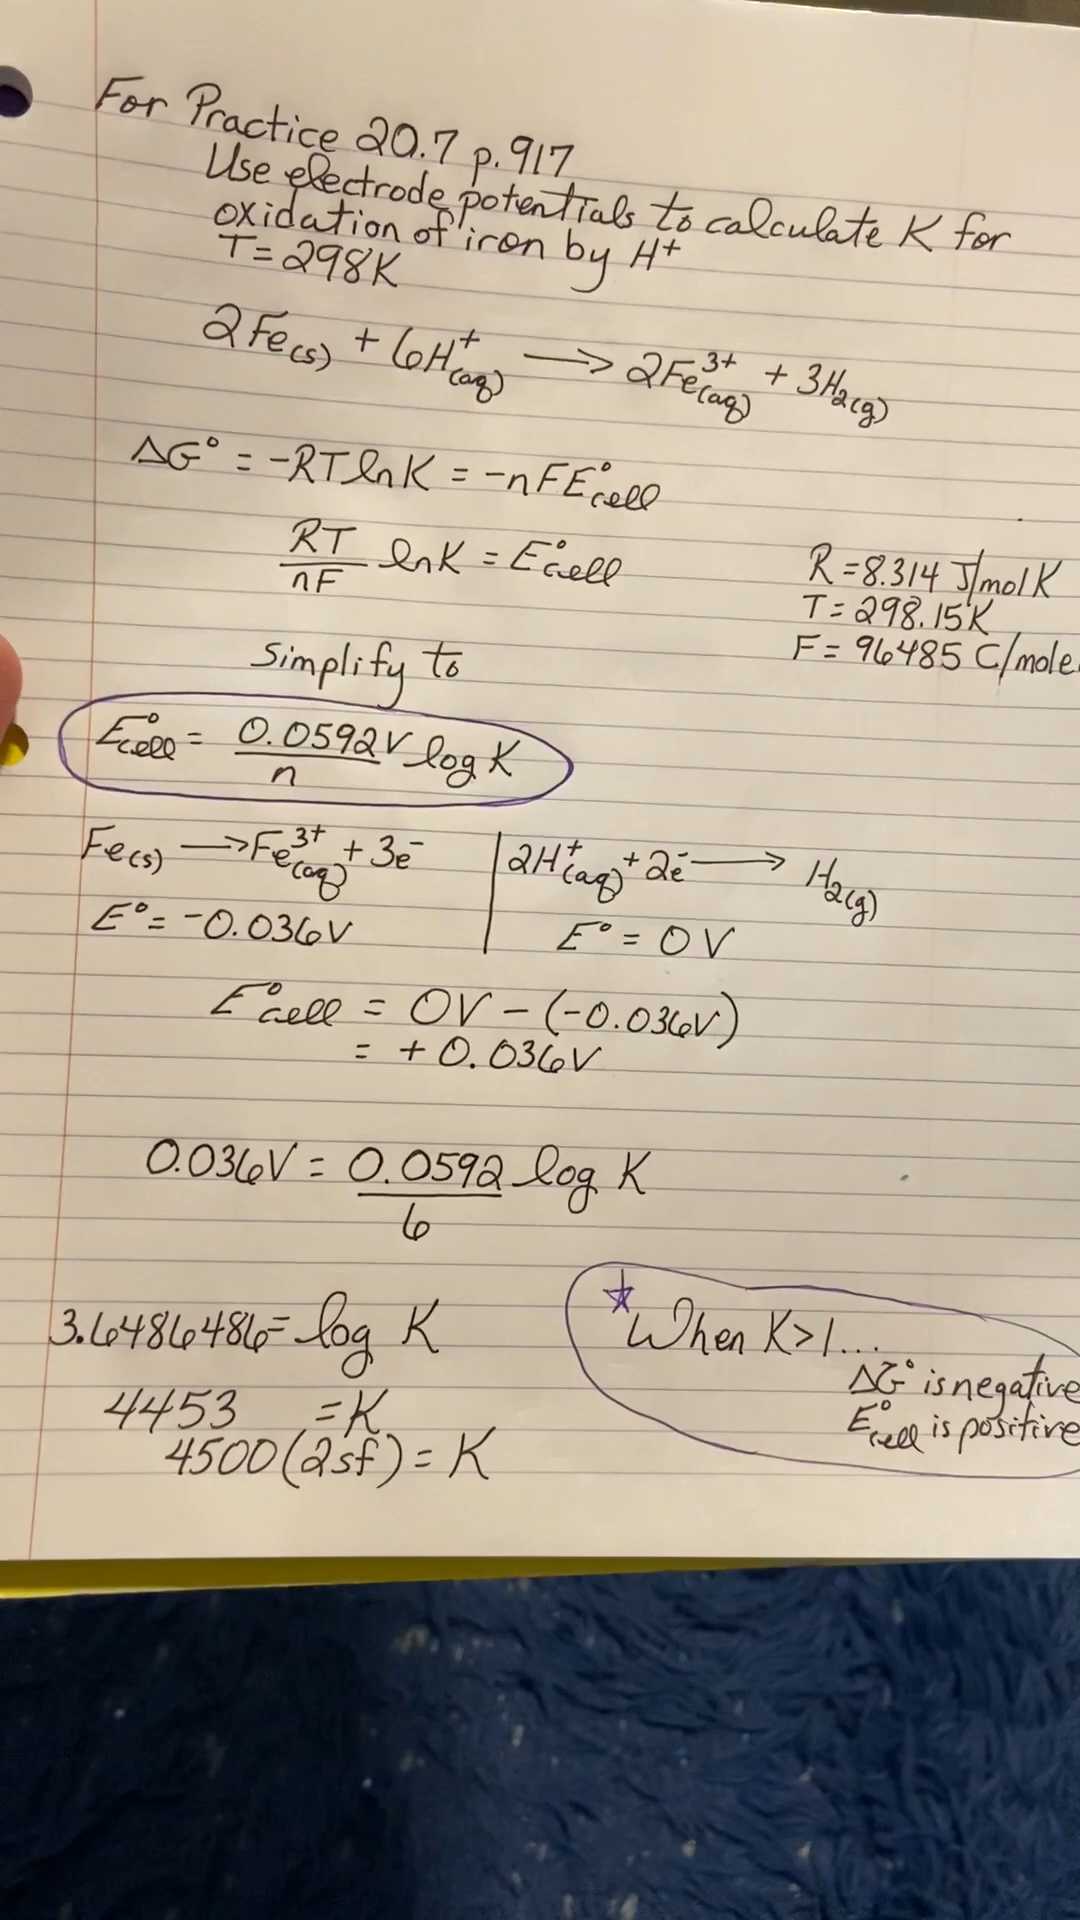 For Practice 20.7 p.917
Use electrode potentials to calculate K for
oxidation of iron by H⁺
T=298K
2Fe(s) + 6H⁺(aq) ⟶ 2Fe³⁺(aq) + 3H₂(g)
ΔG° = -RTlnK = -nFE°cell
RT/nF lnK = E°cell
R=8.314 J/molK
T=298.15K
F=96485 C/mole
Simplify to
E°cell = 0.0592V/n log K
Fe(s) ⟶ Fe³⁺(aq) + 3e⁻ | 2H⁺(aq) + 2e⁻ ⟶ H₂(g)
E°= -0.036V E° = 0V
E°cell = 0V - (-0.036V)
= +0.036V
0.036V = 0.0592/6 log K
3.6486486= log K
4453 =K
4500(2sf)= K
☆When K>1...
ΔG° is negative
E°cell is positive